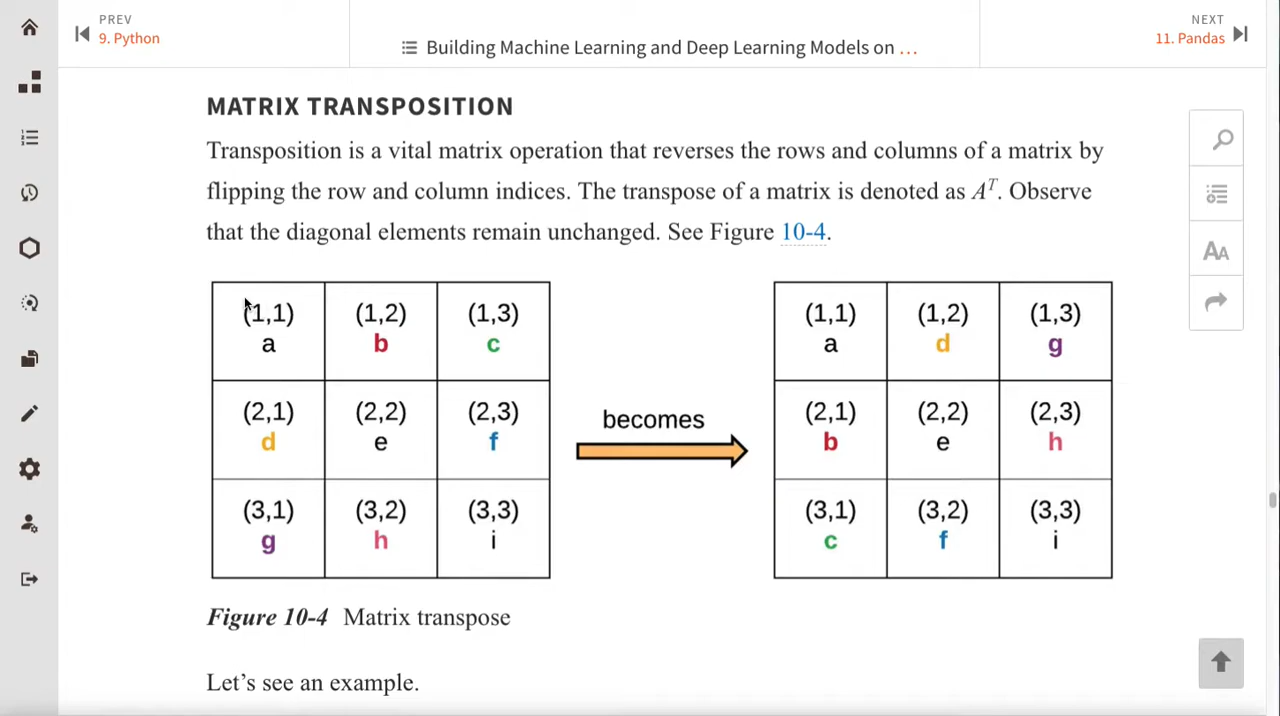 PREV
9. Python
Building Machine Learning and Deep Learning Models on ...
NEXT
11. Pandas
MATRIX TRANSPOSITION
Transposition is a vital matrix operation that reverses the rows and columns of a matrix by
flipping the row and column indices. The transpose of a matrix is denoted as Aᵀ. Observe
that the diagonal elements remain unchanged. See Figure 10-4.
(1,1) (1,2) (1,3)
a b c
(2,1) (2,2) (2,3)
d e f
(3,1) (3,2) (3,3)
g h i
becomes
(1,1) (1,2) (1,3)
a d g
(2,1) (2,2) (2,3)
b e h
(3,1) (3,2) (3,3)
c f i
Figure 10-4 Matrix transpose
Let's see an example.
AA